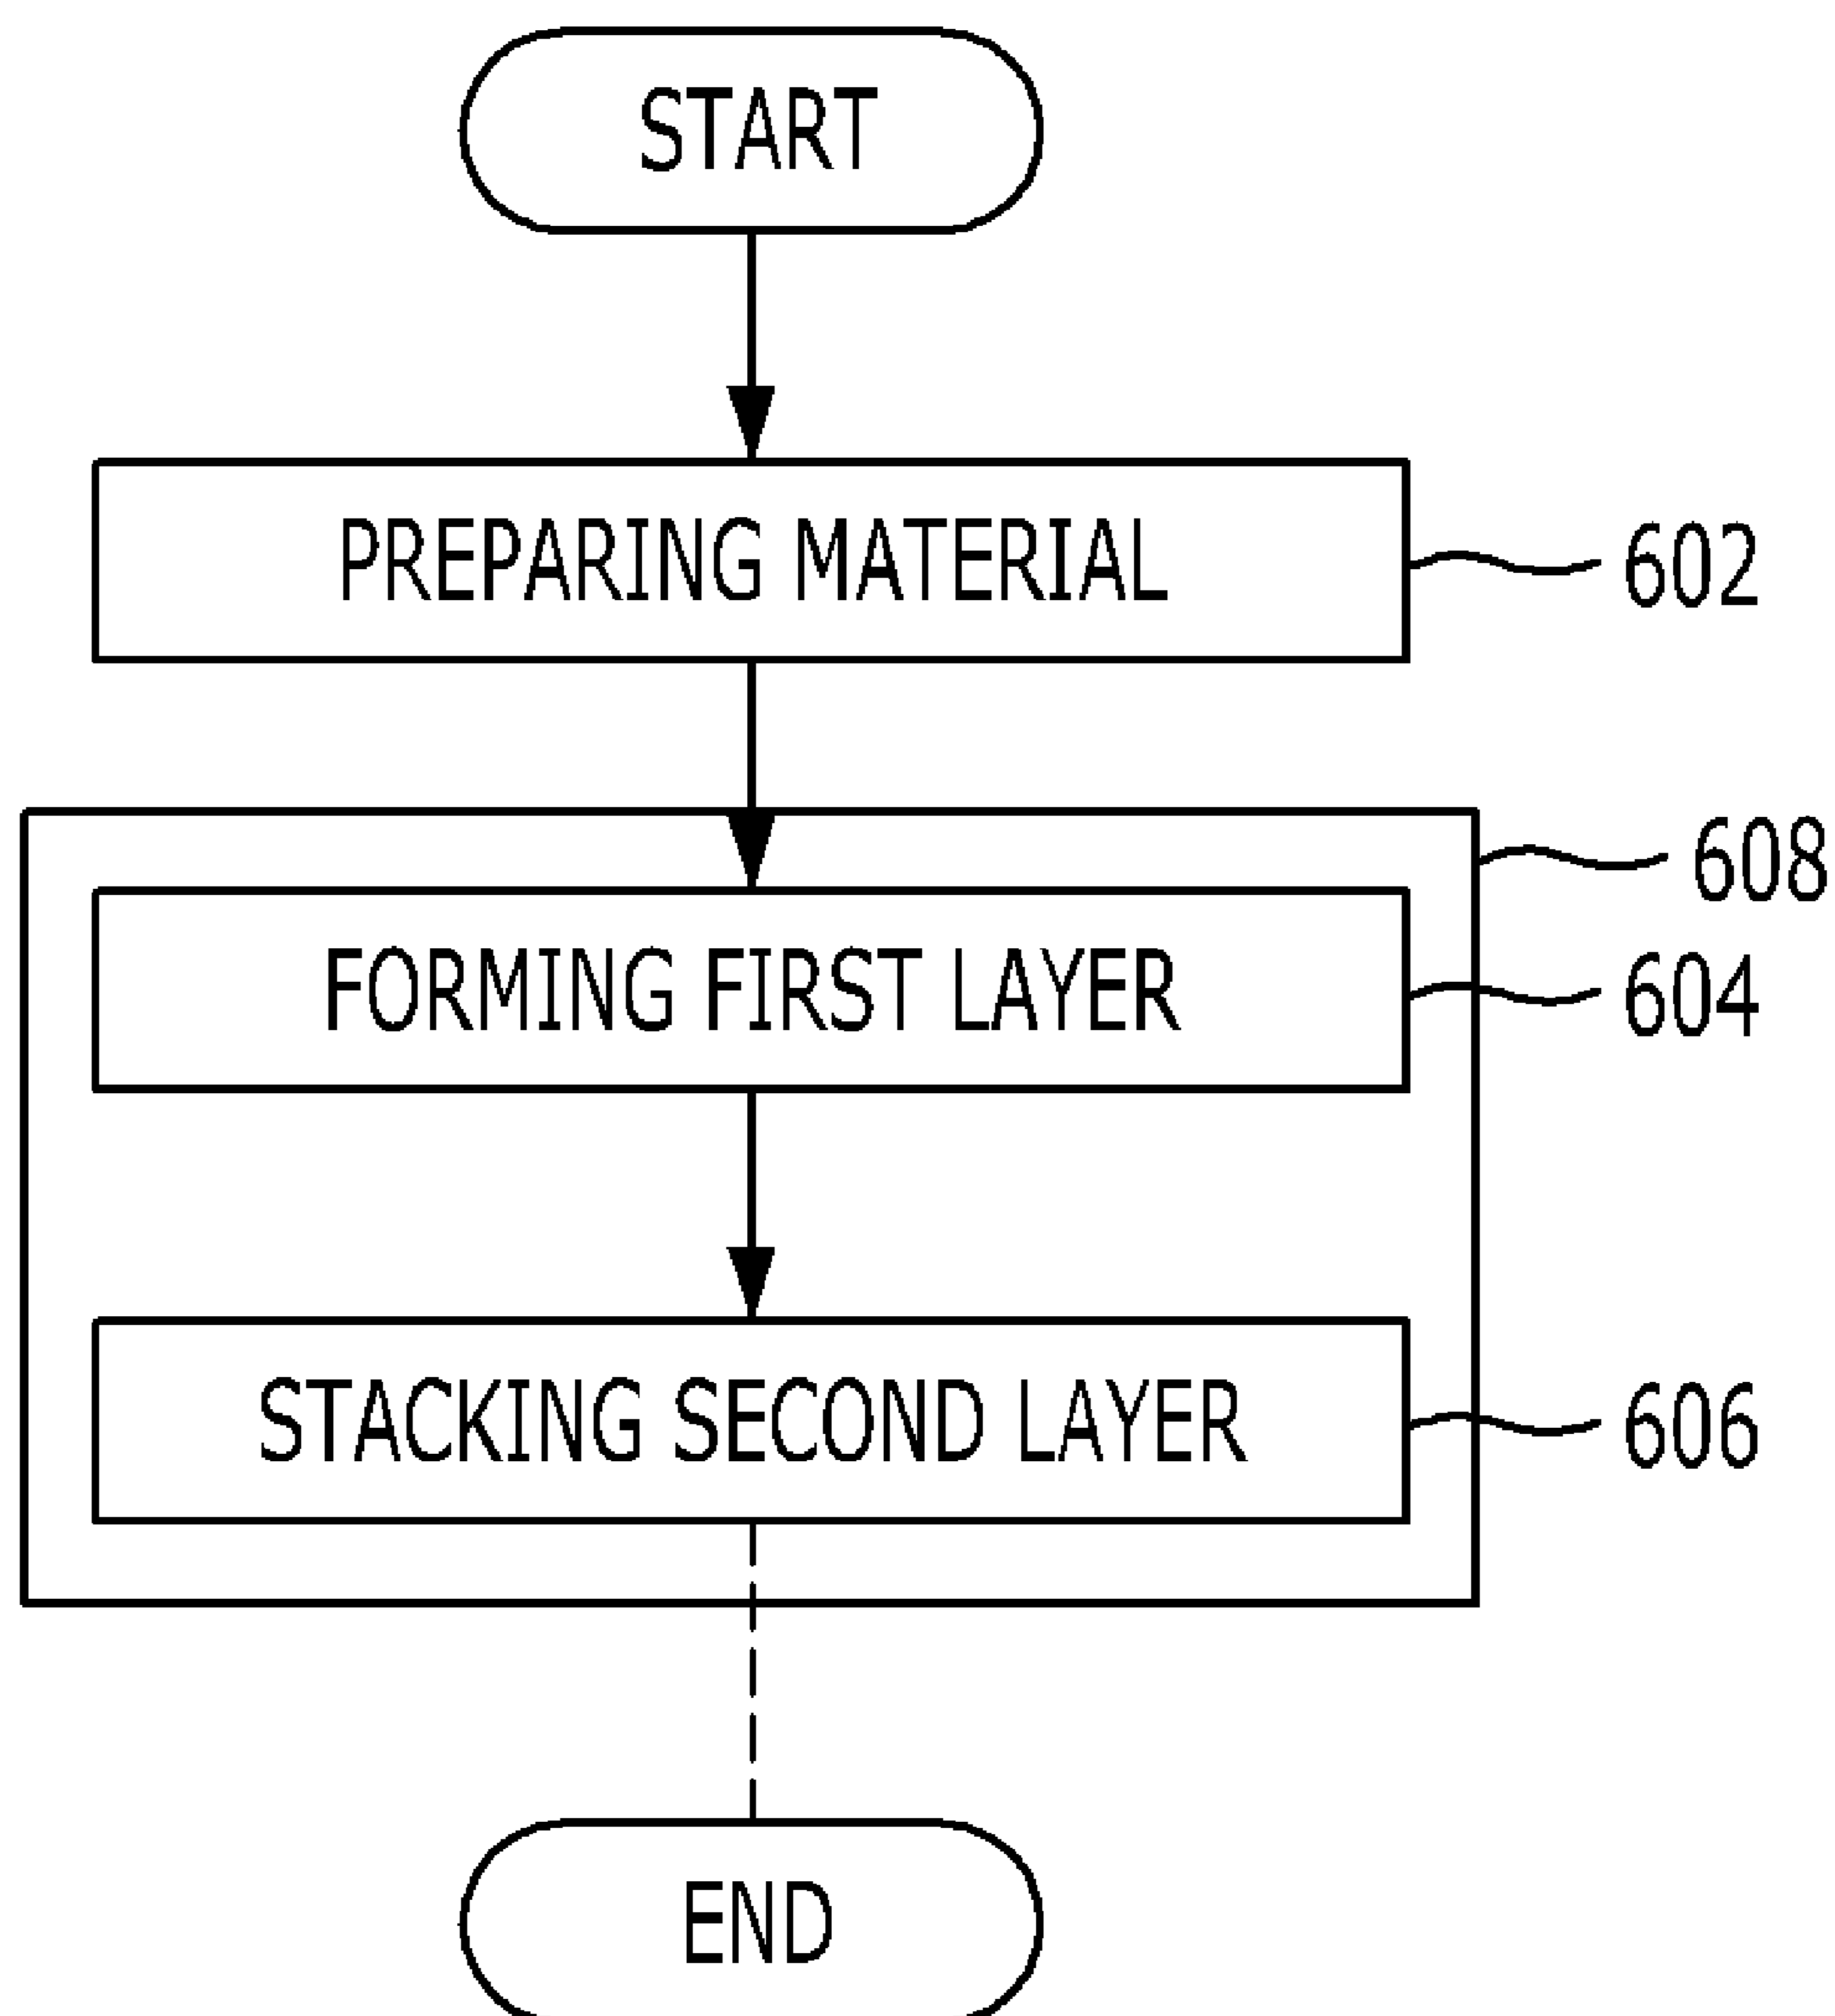 START
PREPARING MATERIAL
602
608
FORMING FIRST LAYER
604
STACKING SECOND LAYER
606
END